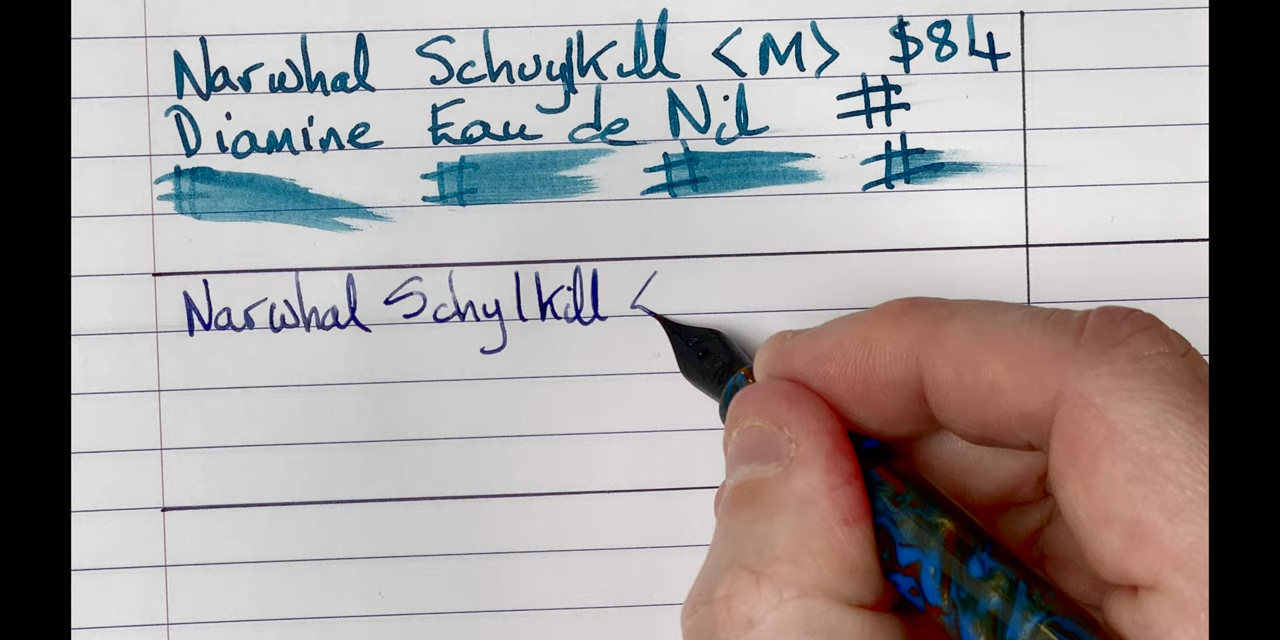 Narwhal Schuylkill <M> $84
Diamine Eau de Nil #
# # # #
Narwhal Schylkill <